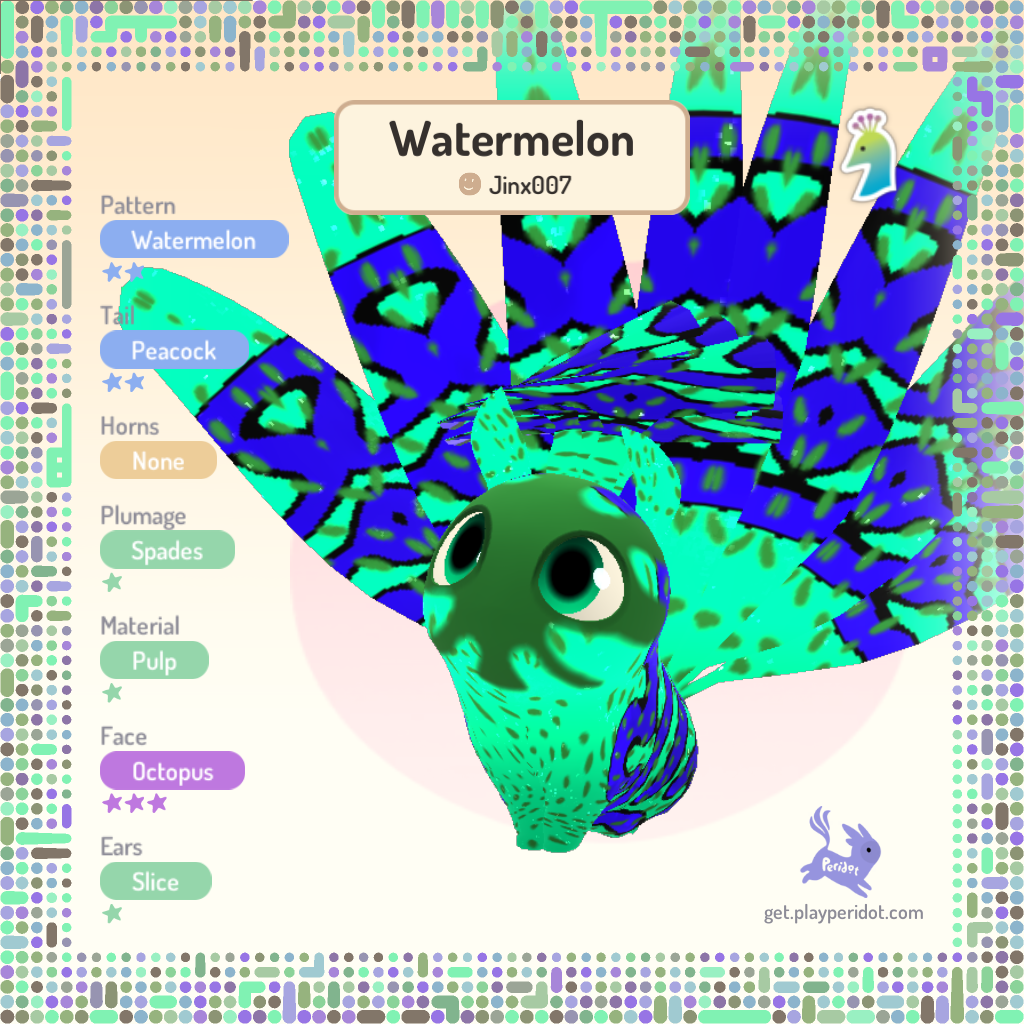 Watermelon
Jinx007
Pattern
Watermelon
Tail
Peacock
Horns
None
Plumage
Spades
Material
Pulp
Face
Octopus
Ears
Slice
Peridot
get.playperidot.com